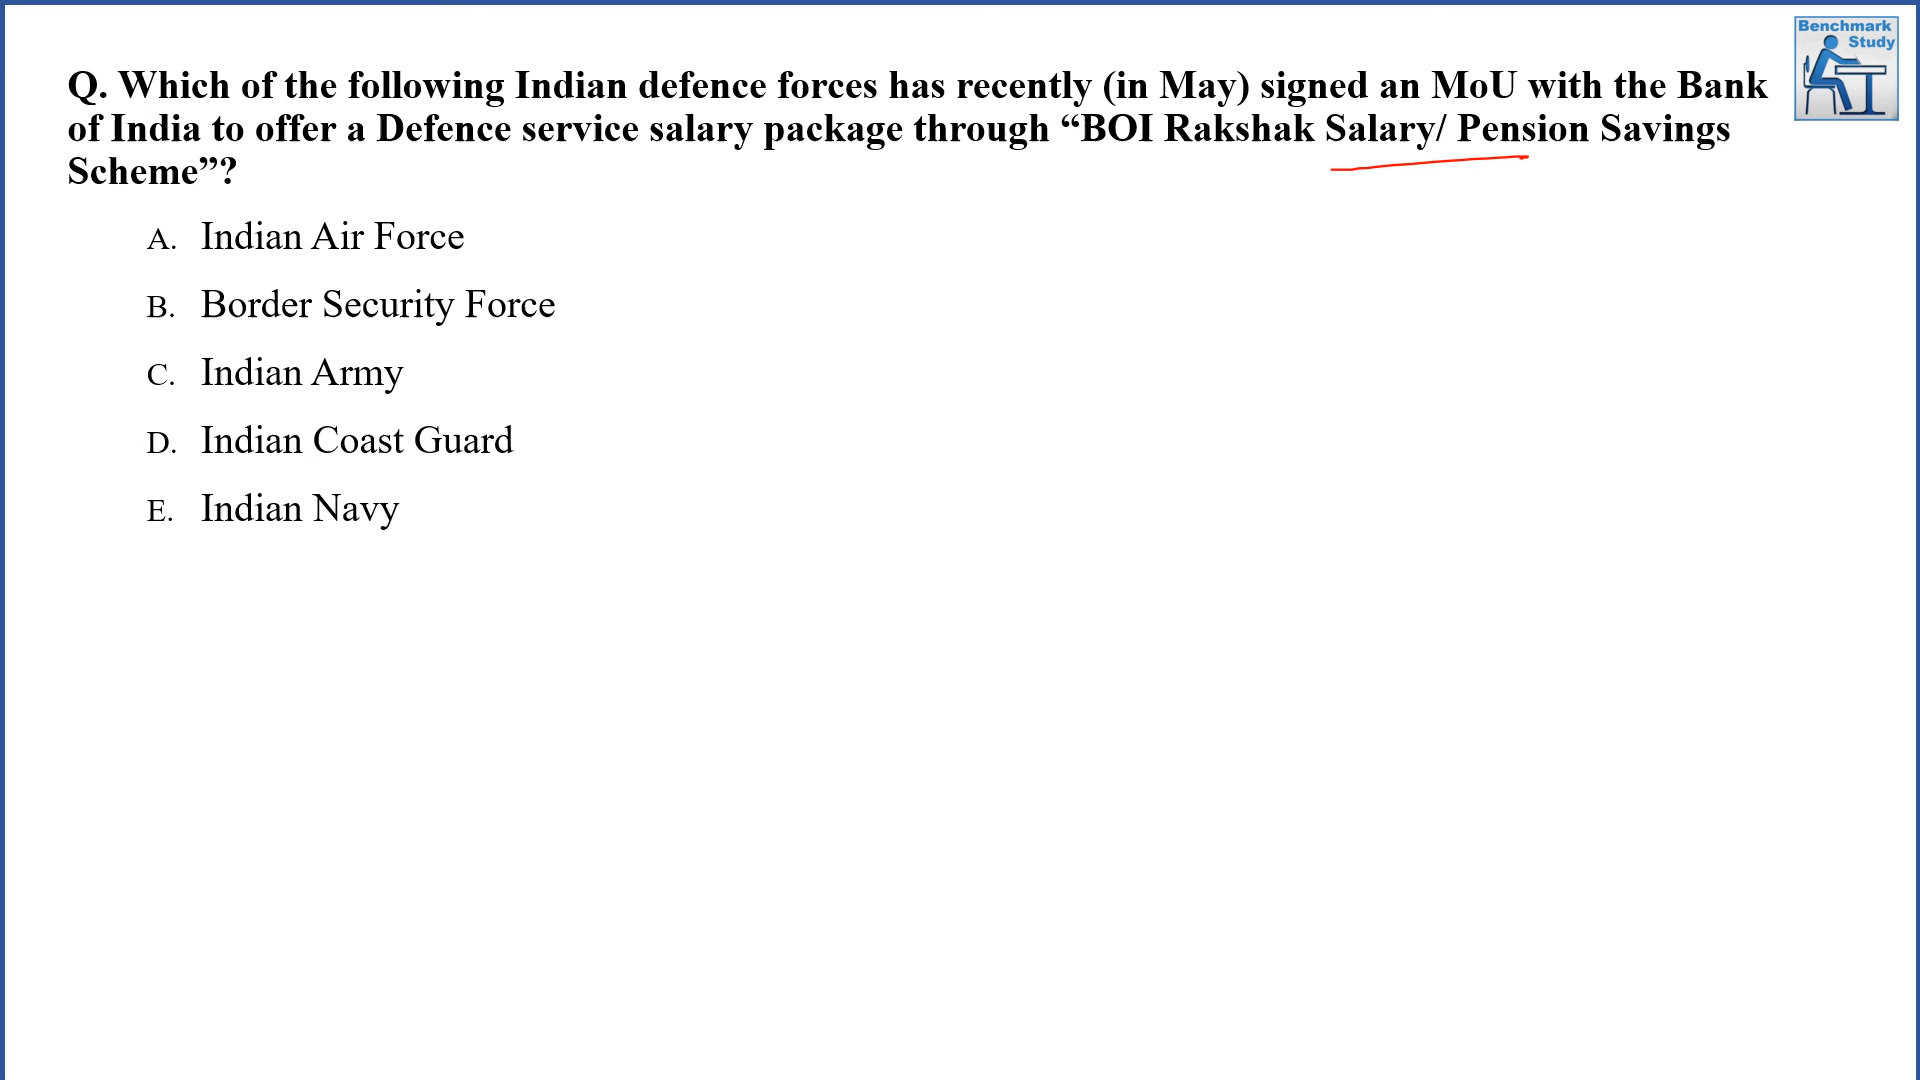 Benchmark
Study
Q. Which of the following Indian defence forces has recently (in May) signed an MoU with the Bank
of India to offer a Defence service salary package through “BOI Rakshak Salary/ Pension Savings
Scheme”?
A. Indian Air Force
B. Border Security Force
C. Indian Army
D. Indian Coast Guard
E. Indian Navy